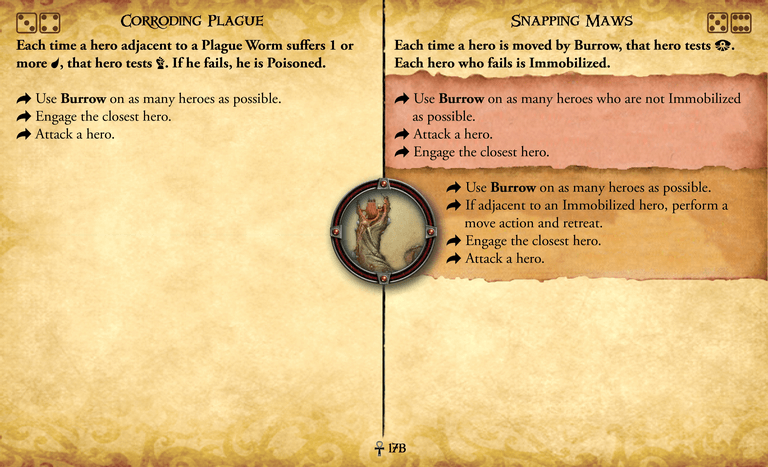 Corroding Plague
Each time a hero adjacent to a Plague Worm suffers 1 or
more , that hero tests . If he fails, he is Poisoned.
Use Burrow on as many heroes as possible.
Engage the closest hero.
Attack a hero.
Snapping Maws
Each time a hero is moved by Burrow, that hero tests .
Each hero who fails is Immobilized.
Use Burrow on as many heroes who are not Immobilized
as possible.
Attack a hero.
Engage the closest hero.
Use Burrow on as many heroes as possible.
If adjacent to an Immobilized hero, perform a
move action and retreat.
Engage the closest hero.
Attack a hero.
17B